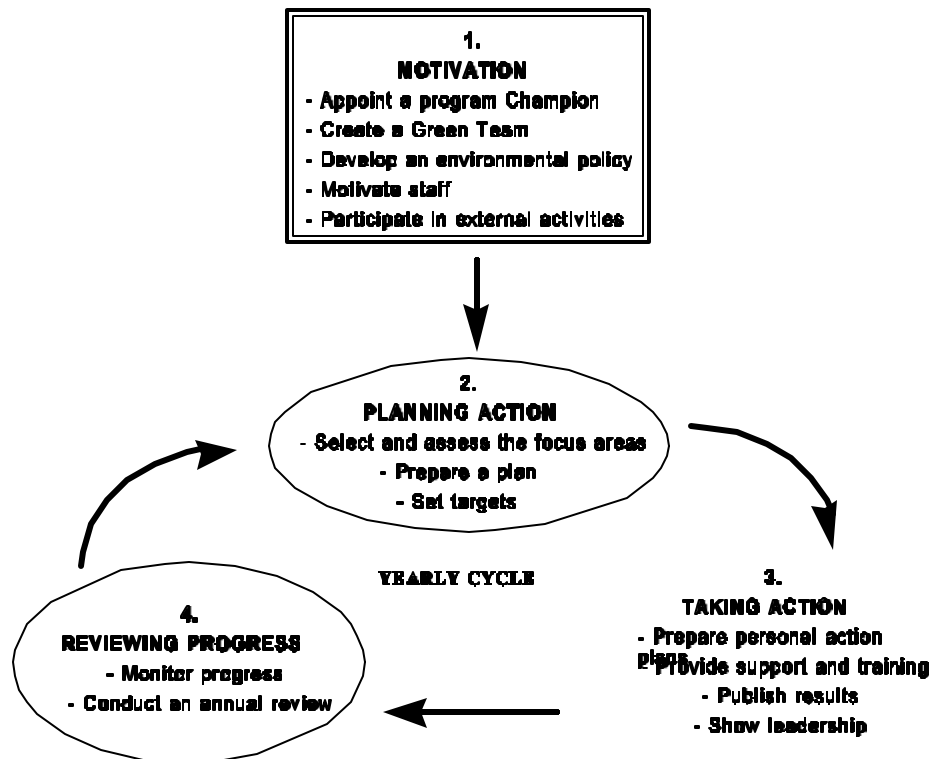 1.
MOTIVATION
- Appoint a program Champion
- Create a Green Team
- Develop an environmental policy
- Motivate staff
- Participate in external activities
2.
PLANNING ACTION
- Select and assess the focus areas
- Prepare a plan
- Set targets
YEARLY CYCLE
3.
TAKING ACTION
- Prepare personal action
plans
- Provide support and training
- Publish results
- Show leadership
4.
REVIEWING PROGRESS
- Monitor progress
- Conduct an annual review